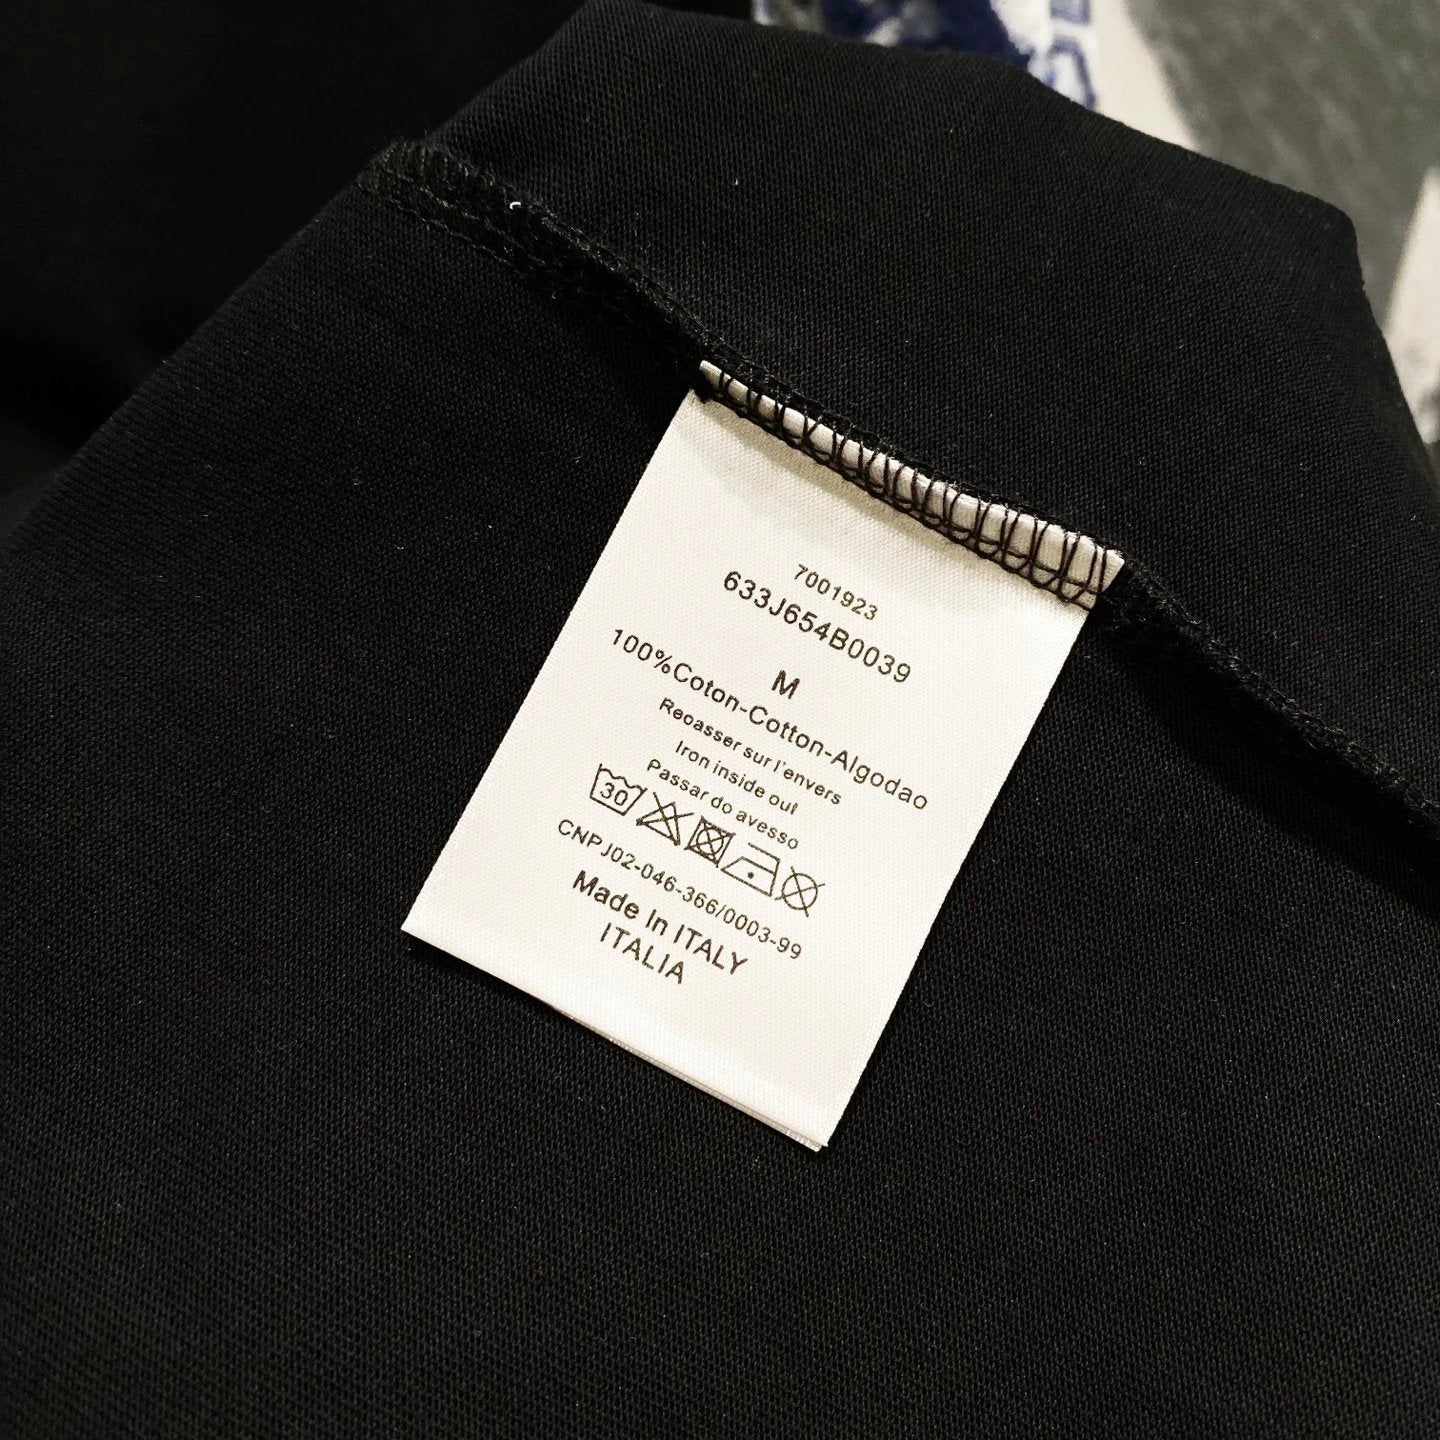 7001923
633J654B0039
M
100%Coton-Cotton-Algodao
Reoasser sur l'envers
Iron inside out
Passar do avesso
30
CNPJ02-046-366/0003-99
Made In ITALY
ITALIA